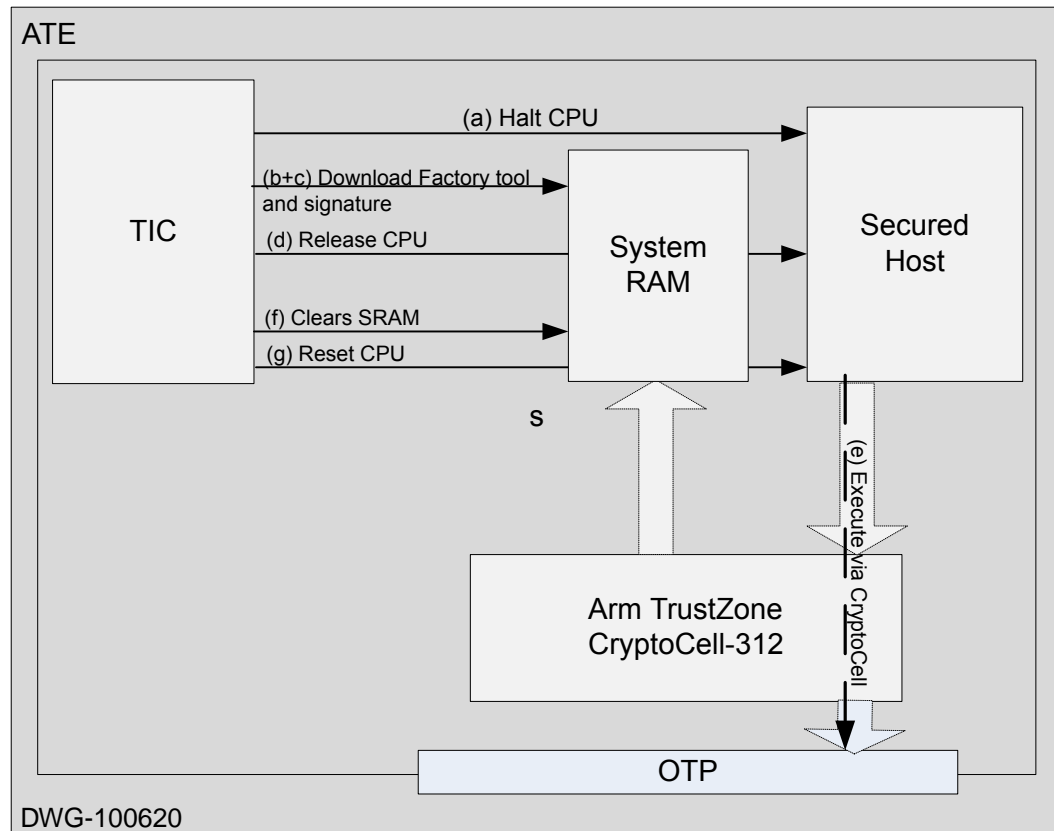 ATE
TIC
(a) Halt CPU
(b+c) Download Factory tool
and signature
(d) Release CPU
(f) Clears SRAM
(g) Reset CPU
System
RAM
Secured
Host
s
(e) Execute via CryptoCell
Arm TrustZone
CryptoCell-312
OTP
DWG-100620